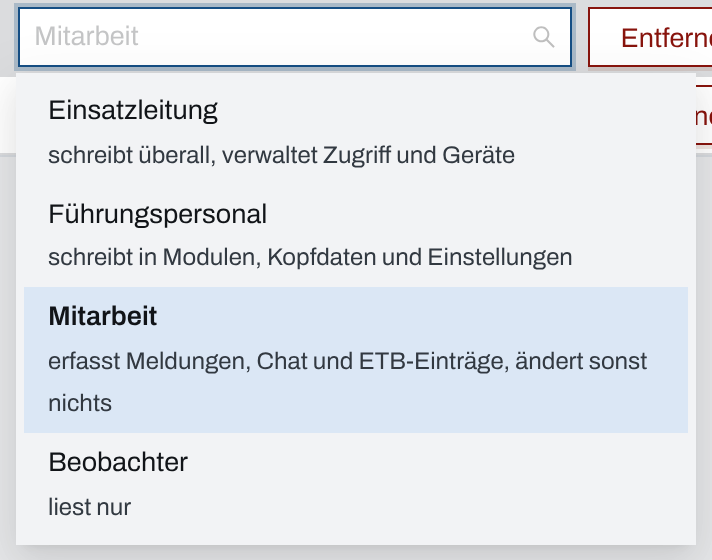 Mitarbeit
Einsatzleitung
schreibt überall, verwaltet Zugriff und Geräte
Führungspersonal
schreibt in Modulen, Kopfdaten und Einstellungen
Mitarbeit
erfasst Meldungen, Chat und ETB-Einträge, ändert sonst
nichts
Beobachter
liest nur